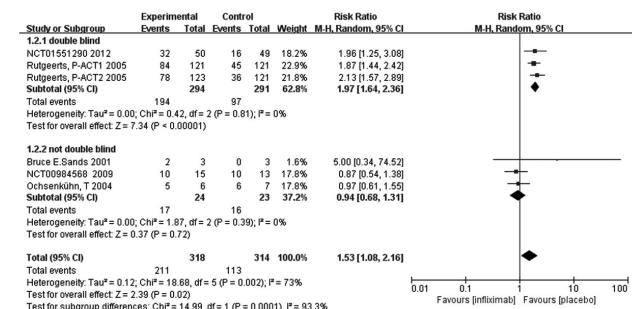 Experimental Control Risk Ratio Risk Ratio
Study or Subgroup Events Total Events Total Weight M-H, Random, 95% CI M-H, Random, 95% CI
1.2.1 double blind
NCT01551290 2012 32 50 16 49 18.2% 1.96 [1.25, 3.08]
Rutgeerts, P-ACT1 2005 84 121 45 121 22.9% 1.87 [1.44, 2.42]
Rutgeerts, P-ACT2 2005 78 123 36 121 21.8% 2.13 [1.57, 2.89]
Subtotal (95% CI) 294 291 62.8% 1.97 [1.64, 2.36]
Total events 194 97
Heterogeneity: Tau² = 0.00; Chi² = 0.42, df = 2 (P = 0.81); I² = 0%
Test for overall effect: Z = 7.34 (P < 0.00001)
1.2.2 not double blind
Bruce E.Sands 2001 2 3 0 3 1.6% 5.00 [0.34, 74.52]
NCT00984568 2009 10 15 10 13 15.0% 0.87 [0.54, 1.38]
Ochsenkühn, T 2004 5 6 6 7 20.5% 0.97 [0.61, 1.55]
Subtotal (95% CI) 24 23 37.2% 0.94 [0.68, 1.31]
Total events 17 16
Heterogeneity: Tau² = 0.00; Chi² = 1.87, df = 2 (P = 0.39); I² = 0%
Test for overall effect: Z = 0.37 (P = 0.72)
Total (95% CI) 318 314 100.0% 1.53 [1.08, 2.16]
Total events 211 113
Heterogeneity: Tau² = 0.12; Chi² = 18.68, df = 5 (P = 0.002); I² = 73%
Test for overall effect: Z = 2.39 (P = 0.02)
Test for subgroup differences: Chi² = 14.99, df = 1 (P = 0.0001), I² = 93.3%
0.01 0.1 1 10 100
Favours [infliximab] Favours [placebo]